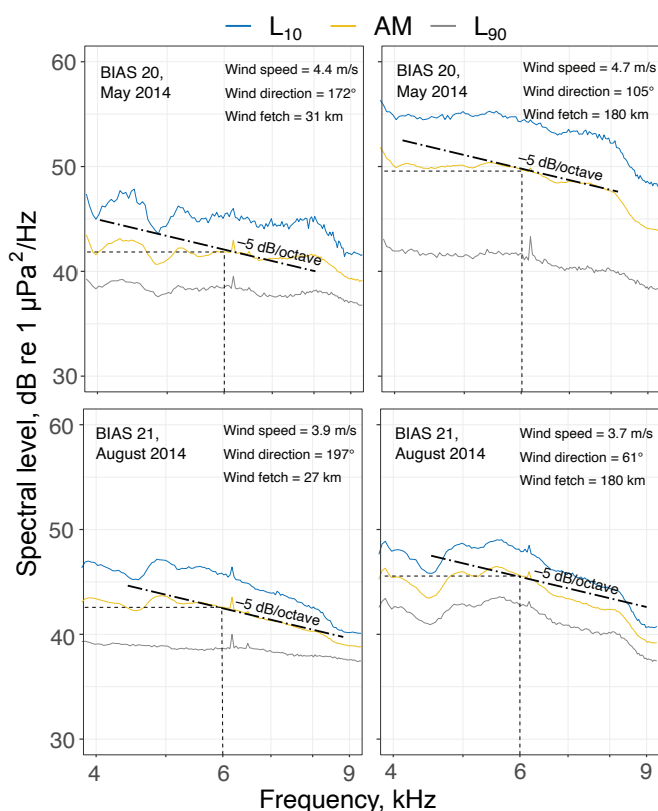 L₁₀ AM L₉₀
60
50
40
30
BIAS 20,
May 2014
Wind speed = 4.4 m/s
Wind direction = 172°
Wind fetch = 31 km
~5 dB/octave
BIAS 20,
May 2014
Wind speed = 4.7 m/s
Wind direction = 105°
Wind fetch = 180 km
~5 dB/octave
Spectral level, dB re 1 μPa²/Hz
60
50
40
30
BIAS 21,
August 2014
Wind speed = 3.9 m/s
Wind direction = 197°
Wind fetch = 27 km
~5 dB/octave
BIAS 21,
August 2014
Wind speed = 3.7 m/s
Wind direction = 61°
Wind fetch = 180 km
~5 dB/octave
4 6 9 4 6 9
Frequency, kHz